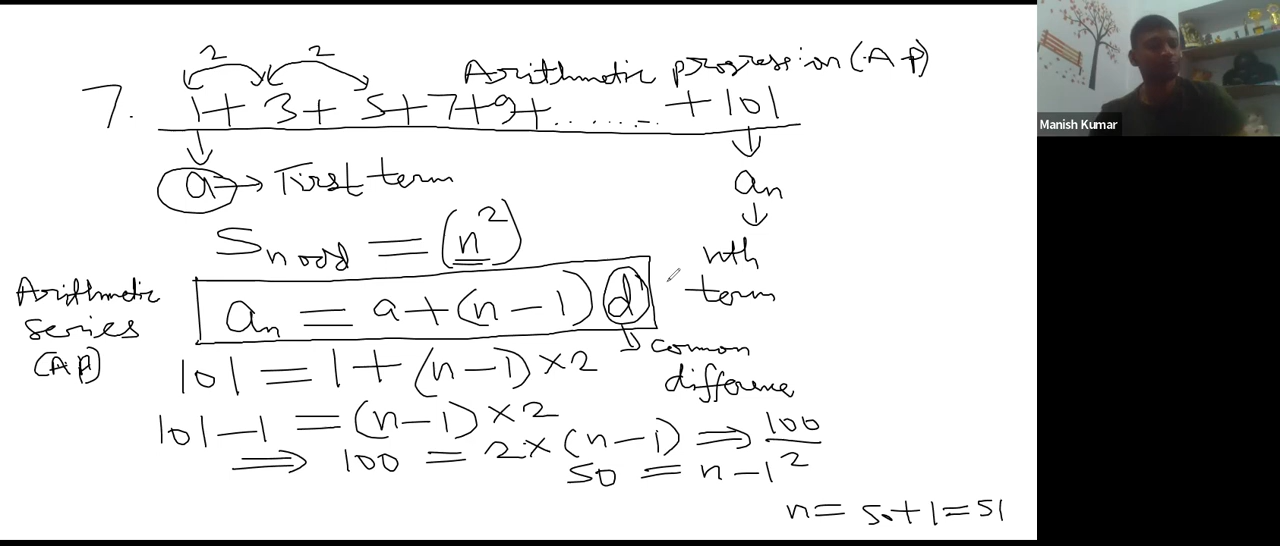 2 2
Arithmetic progression (A P)
7. 1 + 3 + 5 + 7 + 9 + ....... + 101
a → First term
an
nth
term
Sn odd = (n²)
Arithmetic
series
(A.P)
an = a + (n - 1) d
common
difference
101 = 1 + (n - 1) × 2
101 - 1 = (n - 1) × 2
⇒ 100 = 2 × (n - 1) ⇒ 100/2
50 = n - 1
n = 50 + 1 = 51
Manish Kumar